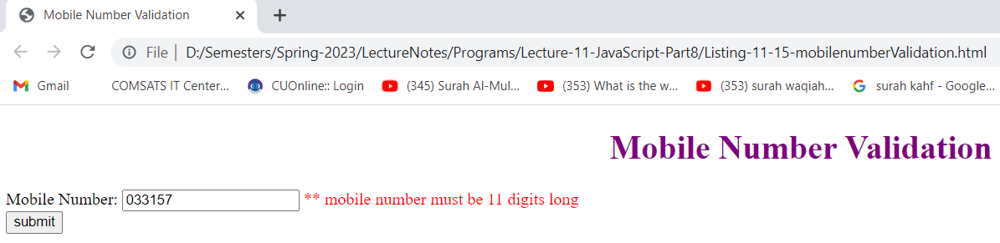 Mobile Number Validation
File | D:/Semesters/Spring-2023/LectureNotes/Programs/Lecture-11-JavaScript-Part8/Listing-11-15-mobilenumberValidation.html
Gmail COMSATS IT Center... CUOnline:: Login (345) Surah Al-Mul... (353) What is the w... (353) surah waqiah... surah kahf - Google...
Mobile Number Validation
Mobile Number: 033157 ** mobile number must be 11 digits long
submit